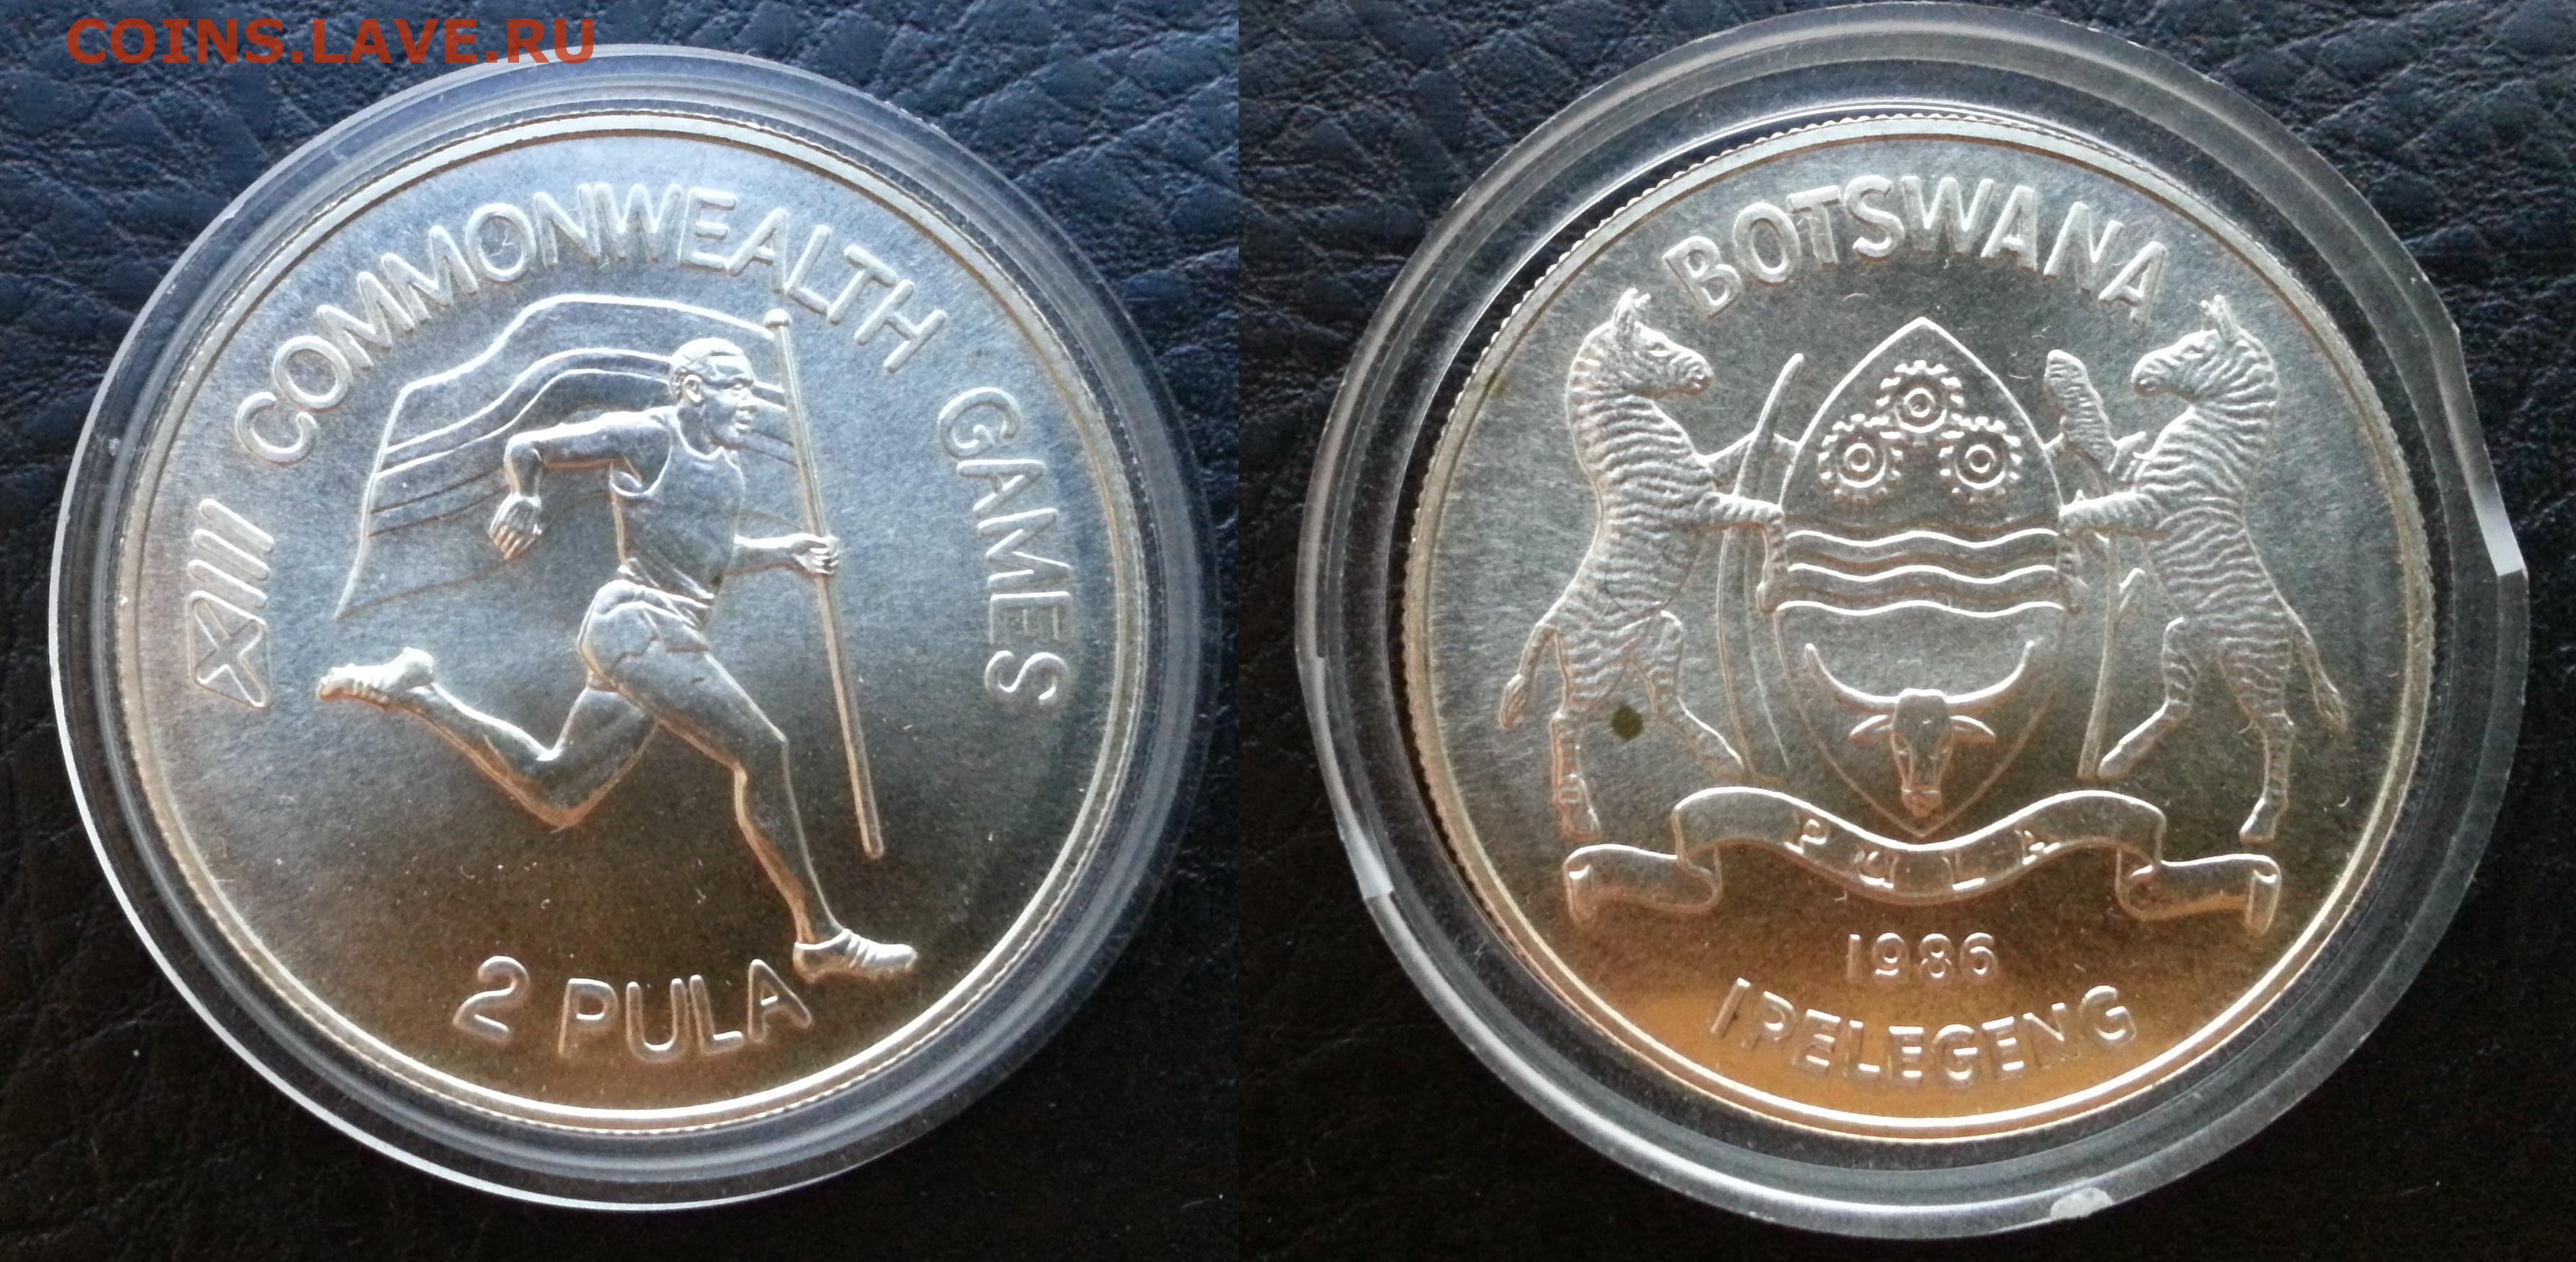 COINS.LAVE.RU
XIII COMMONWEALTH GAMES
2 PULA
BOTSWANA
PULA
1986
IPELEGENG